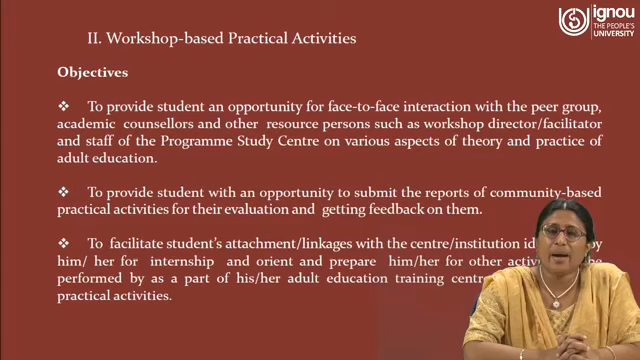 ignou
THE PEOPLE'S
UNIVERSITY
II. Workshop-based Practical Activities
Objectives
❖ To provide student an opportunity for face-to-face interaction with the peer group,
academic counsellors and other resource persons such as workshop director/facilitator
and staff of the Programme Study Centre on various aspects of theory and practice of
adult education.
❖ To provide student with an opportunity to submit the reports of community-based
practical activities for their evaluation and getting feedback on them.
❖ To facilitate student's attachment/linkages with the centre/institution by
him/ her for internship and orient and prepare him/her for other
performed by as a part of his/her adult education training
practical activities.